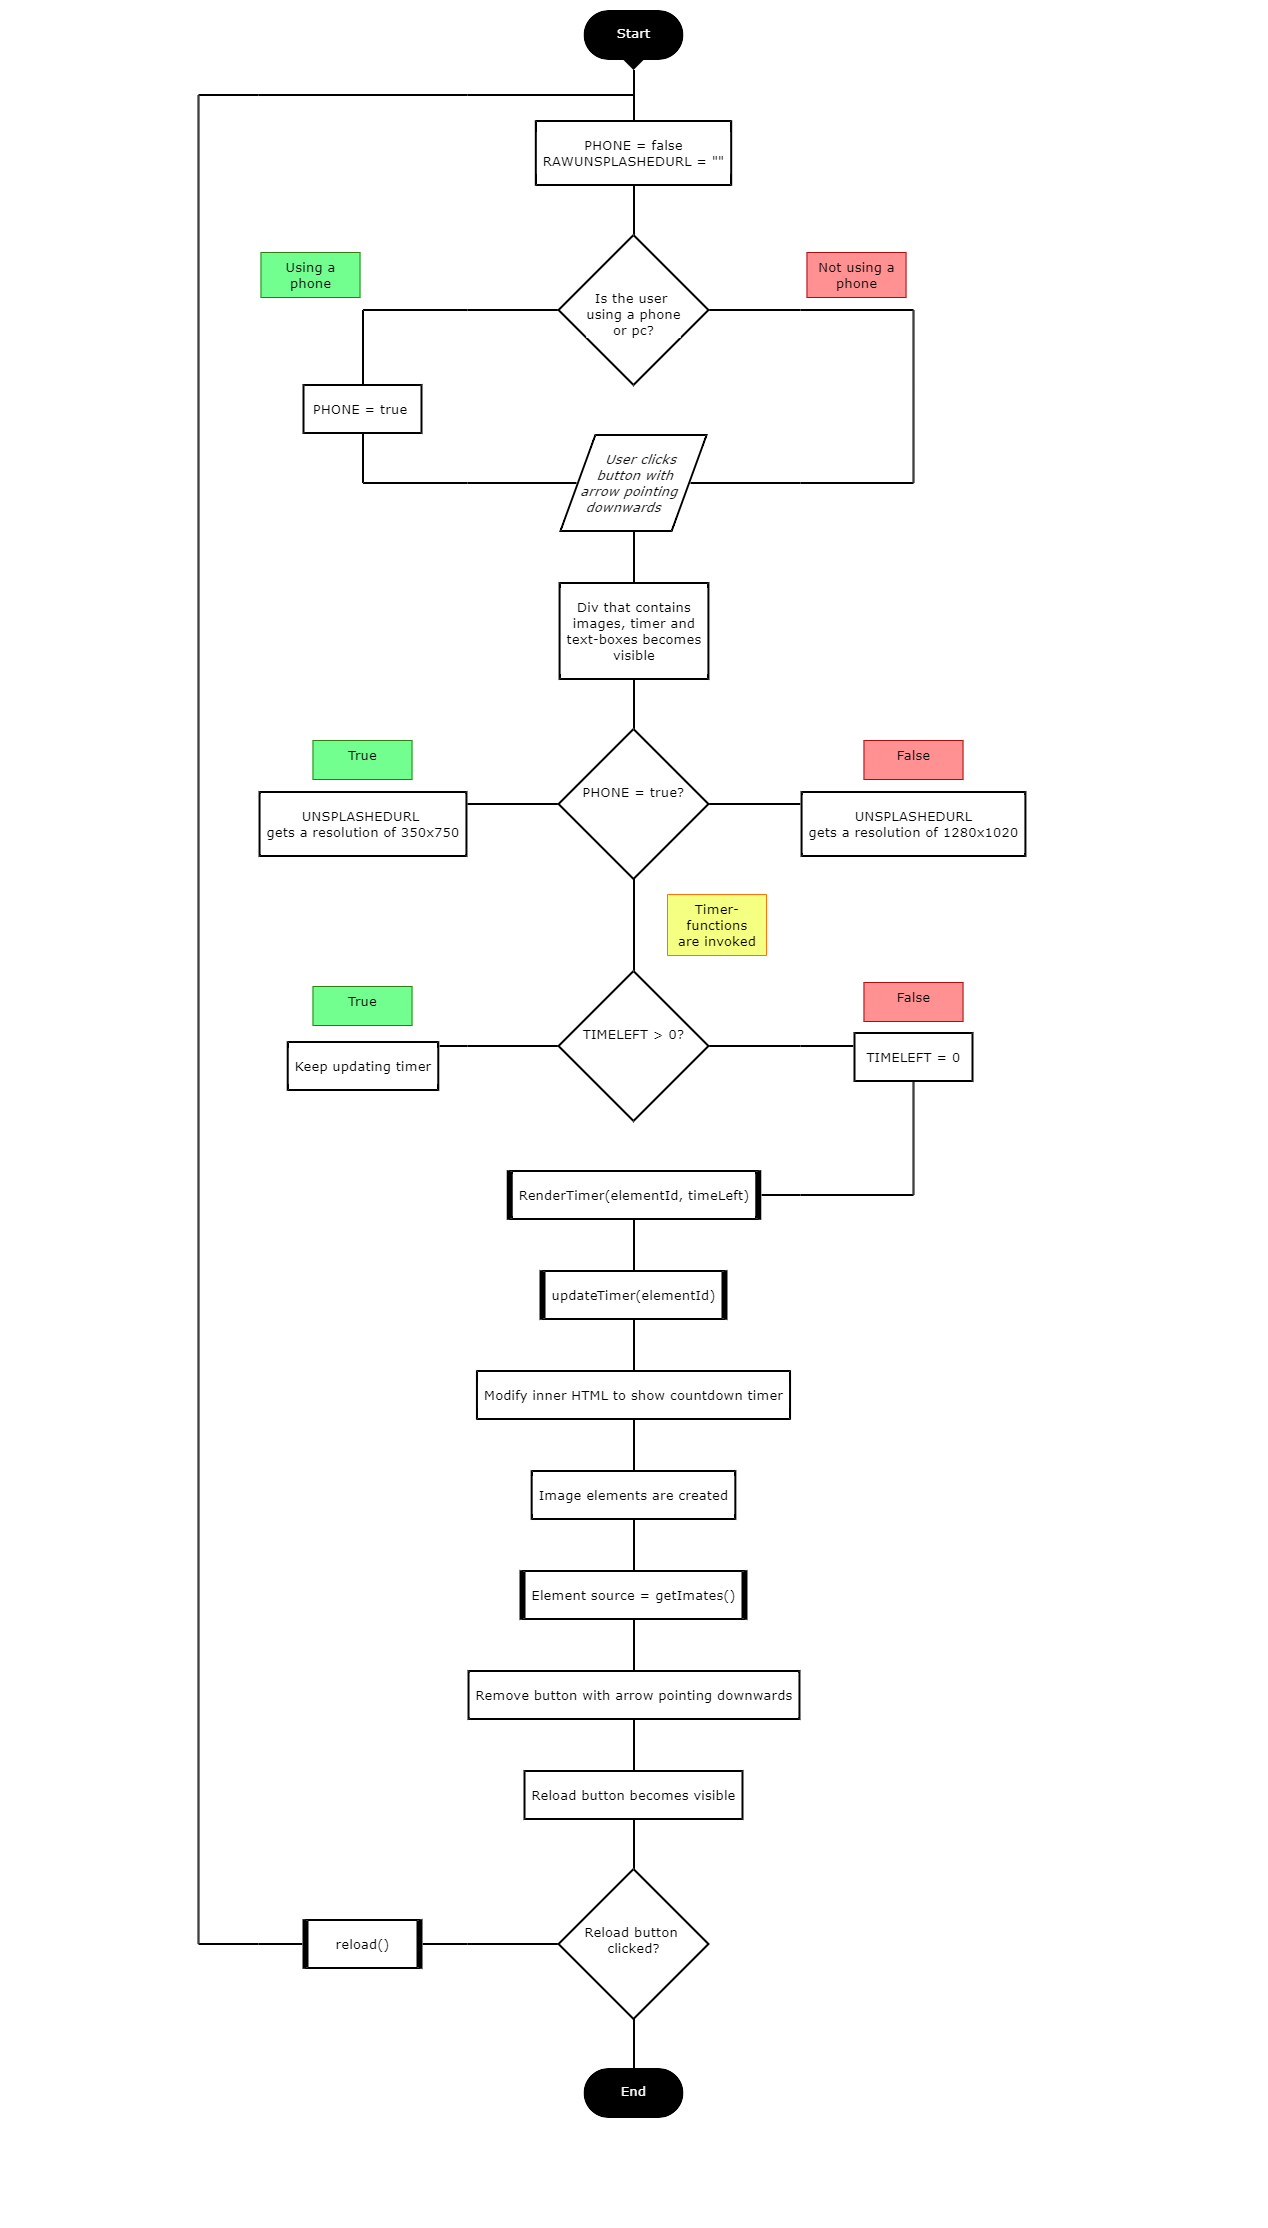 Start
PHONE = false
RAWUNSPLASHEDURL = ""
Using a
phone
Not using a
phone
Is the user
using a phone
or pc?
PHONE = true
User clicks
button with
arrow pointing
downwards
Div that contains
images, timer and
text-boxes becomes
visible
True
False
PHONE = true?
UNSPLASHEDURL
gets a resolution of 350x750
UNSPLASHEDURL
gets a resolution of 1280x1020
Timer-
functions
are invoked
True
False
TIMELEFT > 0?
Keep updating timer
TIMELEFT = 0
RenderTimer(elementId, timeLeft)
updateTimer(elementId)
Modify inner HTML to show countdown timer
Image elements are created
Element source = getImates()
Remove button with arrow pointing downwards
Reload button becomes visible
Reload button
clicked?
reload()
End